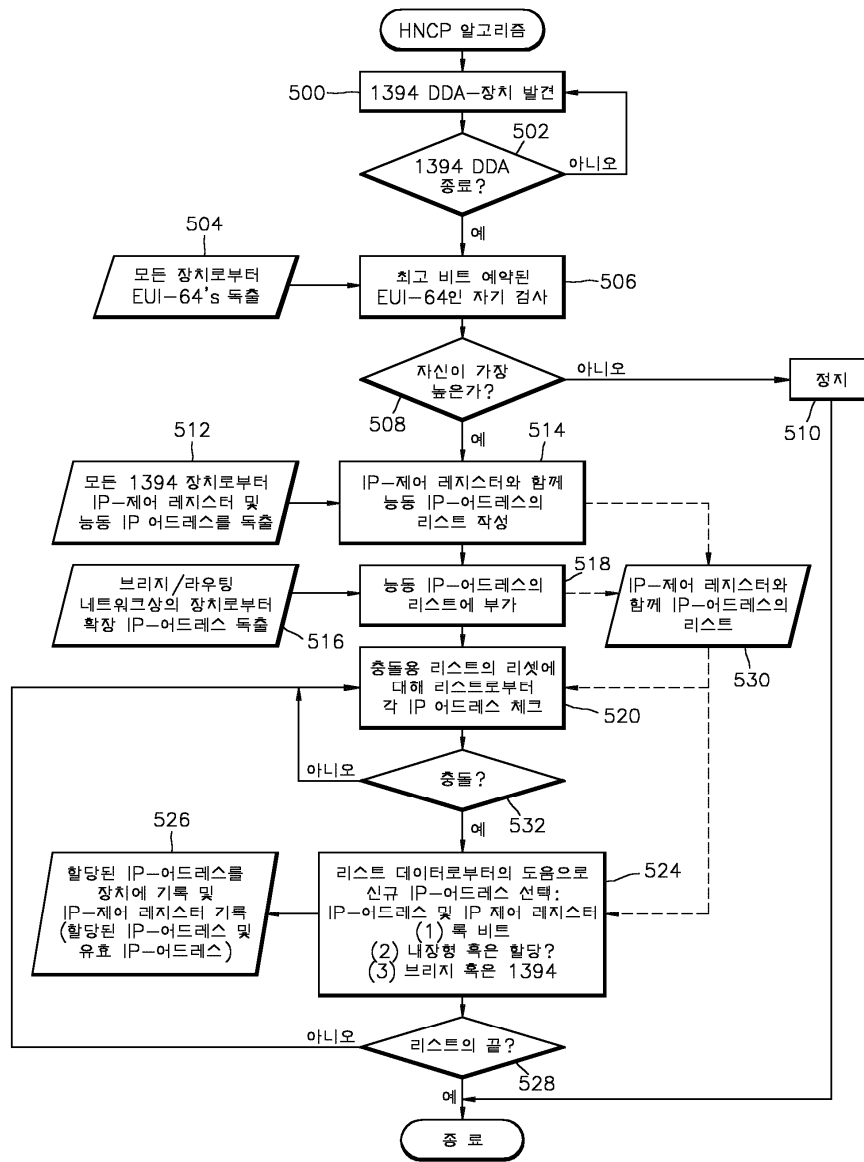 HNCP 알고리즘
500
1394 DDA-장치 발견
502
1394 DDA
종료?
아니오
예
504
모든 장치로부터
EUI-64's 독출
최고 비트 예약된
EUI-64인 자기 검사
506
자신이 가장
높은가?
508
아니오
정지
510
예
512
모든 1394 장치로부터
IP-제어 레지스터 및
능동 IP 어드레스를 독출
514
IP-제어 레지스터와 함께
능동 IP-어드레스의
리스트 작성
브리지/라우팅
네트워크상의 장치로부터
확장 IP-어드레스 독출
516
능동 IP-어드레스의
리스트에 부가
518
IP-제어 레지스터와
함께 IP-어드레스의
리스트
530
충돌용 리스트의 리셋에
대해 리스트로부터
각 IP 어드레스 체크
520
아니오
충돌?
532
예
526
할당된 IP-어드레스를
장치에 기록 및
IP-제어 레지스터 기록
(할당된 IP-어드레스 및
유효 IP-어드레스)
리스트 데이터로부터의 도움으로
신규 IP-어드레스 선택:
IP-어드레스 및 IP 제어 레지스터
(1) 록 비트
(2) 내장형 혹은 할당?
(3) 브리지 혹은 1394
524
아니오
리스트의 끝?
528
예
종료